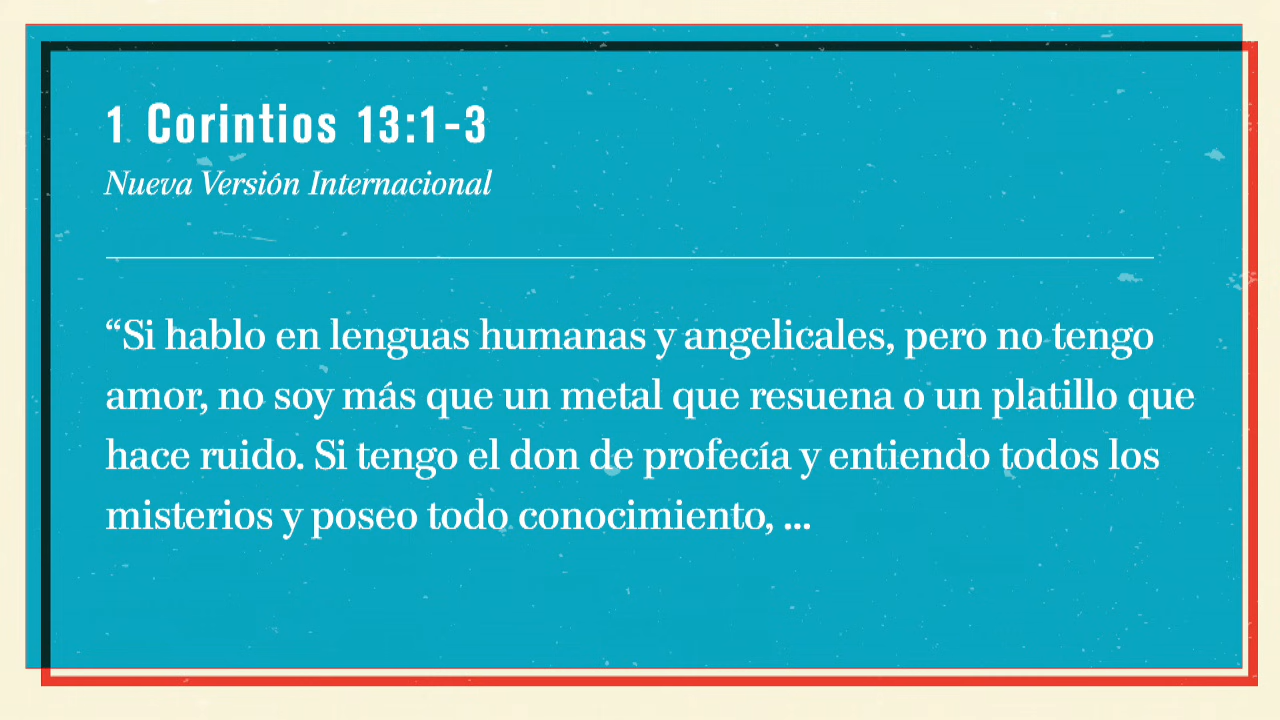 1 Corintios 13:1-3
Nueva Versión Internacional
“Si hablo en lenguas humanas y angelicales, pero no tengo
amor, no soy más que un metal que resuena o un platillo que
hace ruido. Si tengo el don de profecía y entiendo todos los
misterios y poseo todo conocimiento, ...